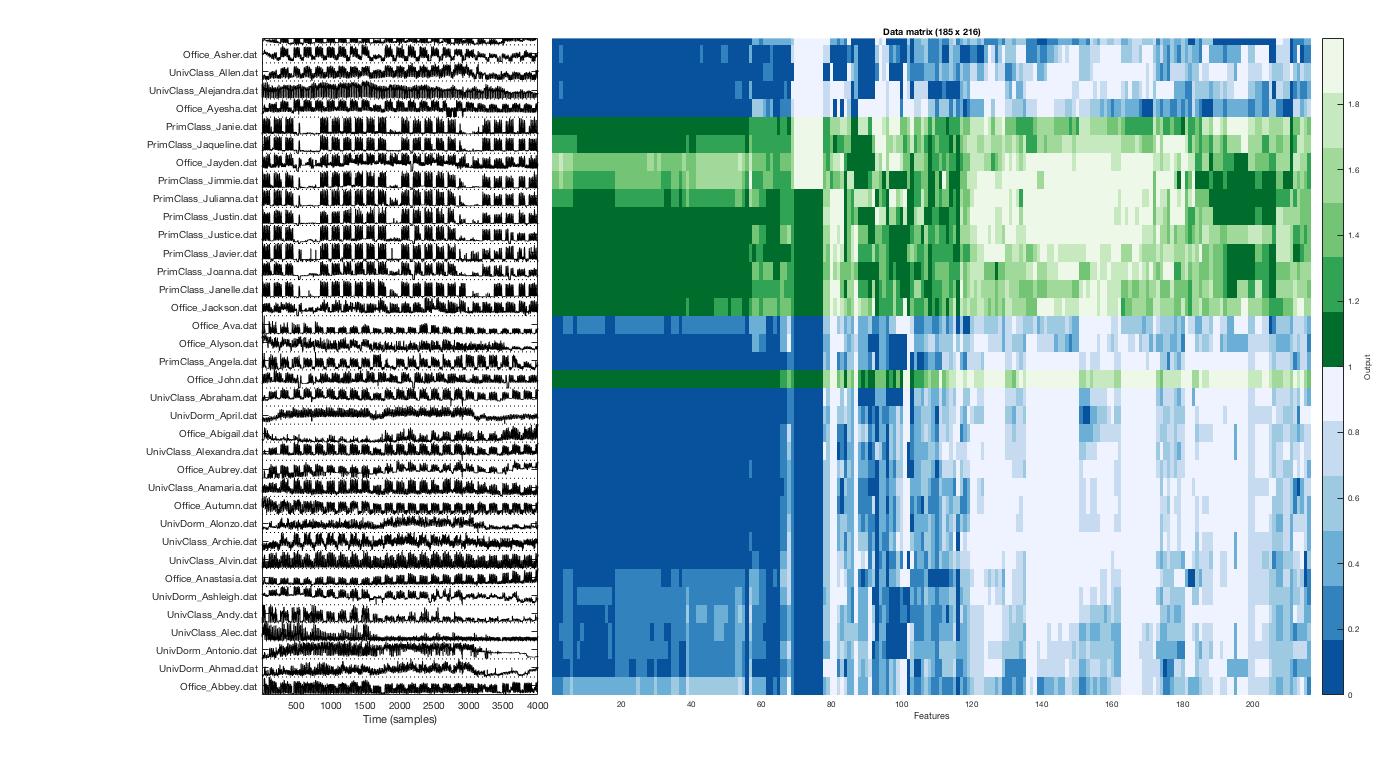 Data matrix (185 x 216)
Office_Asher.dat
UnivClass_Allen.dat
UnivClass_Alejandra.dat
Office_Ayesha.dat
PrimClass_Janie.dat
PrimClass_Jaqueline.dat
Office_Jayden.dat
PrimClass_Jimmie.dat
PrimClass_Julianna.dat
PrimClass_Justin.dat
PrimClass_Justice.dat
PrimClass_Javier.dat
PrimClass_Joanna.dat
PrimClass_Janelle.dat
Office_Jackson.dat
Office_Ava.dat
Office_Alyson.dat
PrimClass_Angela.dat
Office_John.dat
UnivClass_Abraham.dat
UnivDorm_April.dat
Office_Abigail.dat
UnivClass_Alexandra.dat
Office_Aubrey.dat
UnivClass_Anamaria.dat
Office_Autumn.dat
UnivDorm_Alonzo.dat
UnivClass_Archie.dat
UnivClass_Alvin.dat
Office_Anastasia.dat
UnivDorm_Ashleigh.dat
UnivClass_Andy.dat
UnivClass_Alec.dat
UnivDorm_Antonio.dat
UnivDorm_Ahmad.dat
Office_Abbey.dat
500 1000 1500 2000 2500 3000 3500 4000
Time (samples)
20 40 60 80 100 120 140 160 180 200
Features
1.8
1.6
1.4
1.2
1
0.8
0.6
0.4
0.2
0
Output